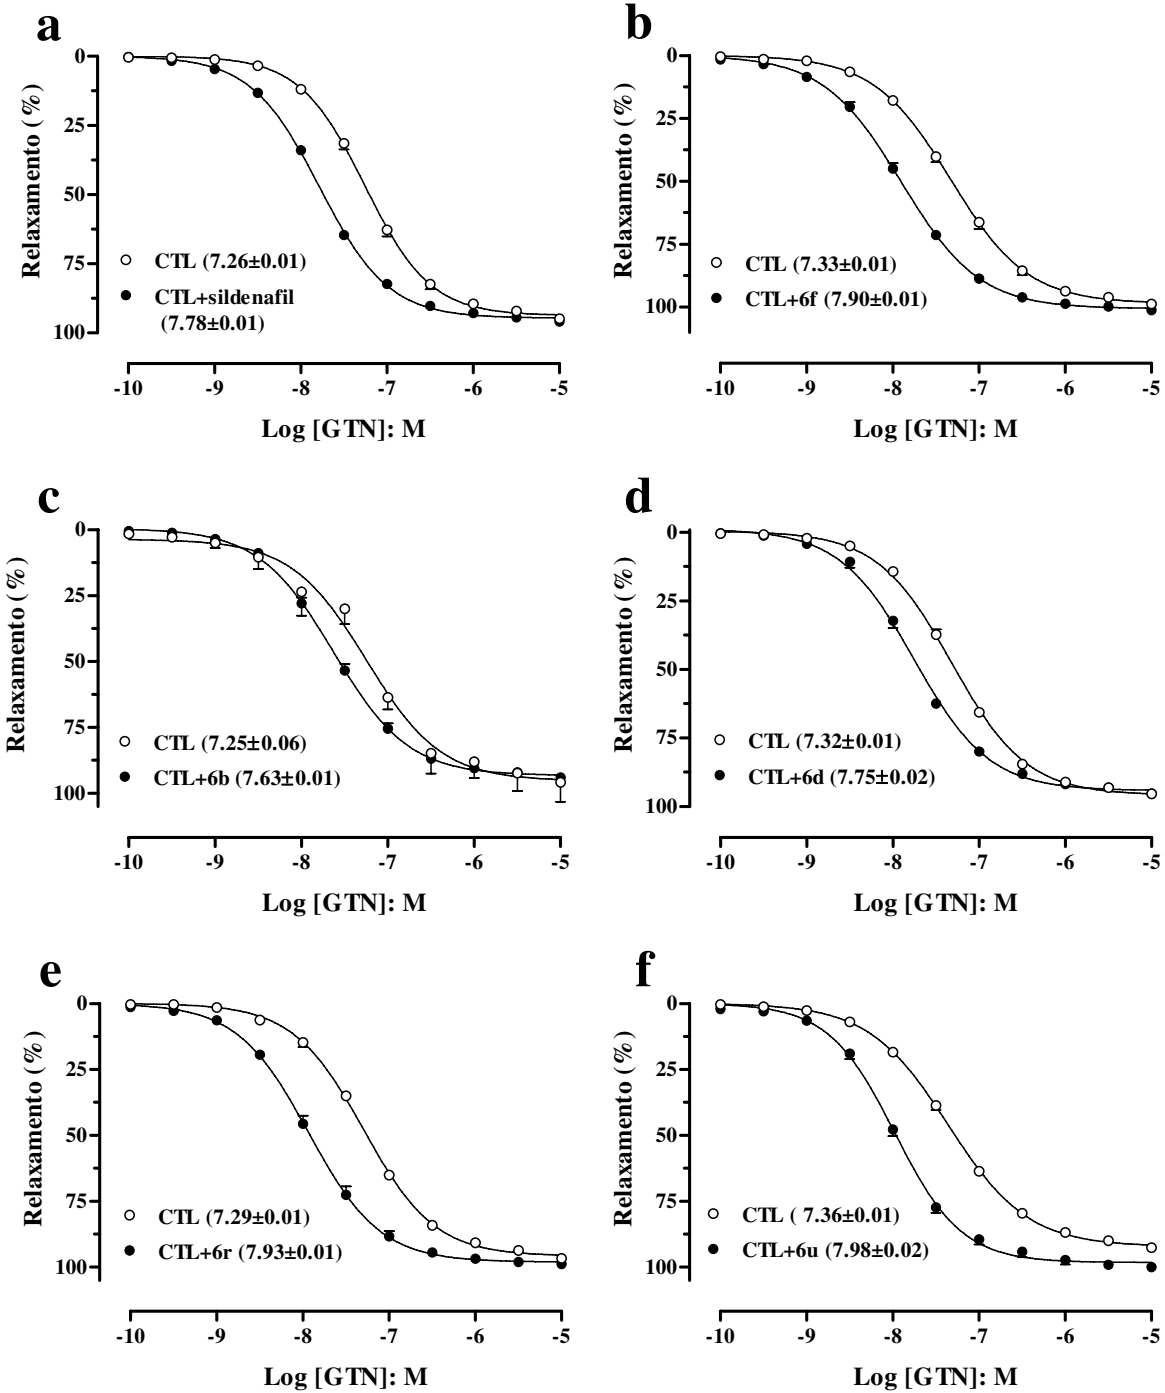 a
0
25
50
75
100
Relaxamento (%)
CTL (7.26±0.01)
CTL+sildenafil
(7.78±0.01)
-10 -9 -8 -7 -6 -5
Log [GTN]: M
b
0
25
50
75
100
Relaxamento (%)
CTL (7.33±0.01)
CTL+6f (7.90±0.01)
-10 -9 -8 -7 -6 -5
Log [GTN]: M
c
0
25
50
75
100
Relaxamento (%)
CTL (7.25±0.06)
CTL+6b (7.63±0.01)
-10 -9 -8 -7 -6 -5
Log [GTN]: M
d
0
25
50
75
100
Relaxamento (%)
CTL (7.32±0.01)
CTL+6d (7.75±0.02)
-10 -9 -8 -7 -6 -5
Log [GTN]: M
e
0
25
50
75
100
Relaxamento (%)
CTL (7.29±0.01)
CTL+6r (7.93±0.01)
-10 -9 -8 -7 -6 -5
Log [GTN]: M
f
0
25
50
75
100
Relaxamento (%)
CTL ( 7.36±0.01)
CTL+6u (7.98±0.02)
-10 -9 -8 -7 -6 -5
Log [GTN]: M